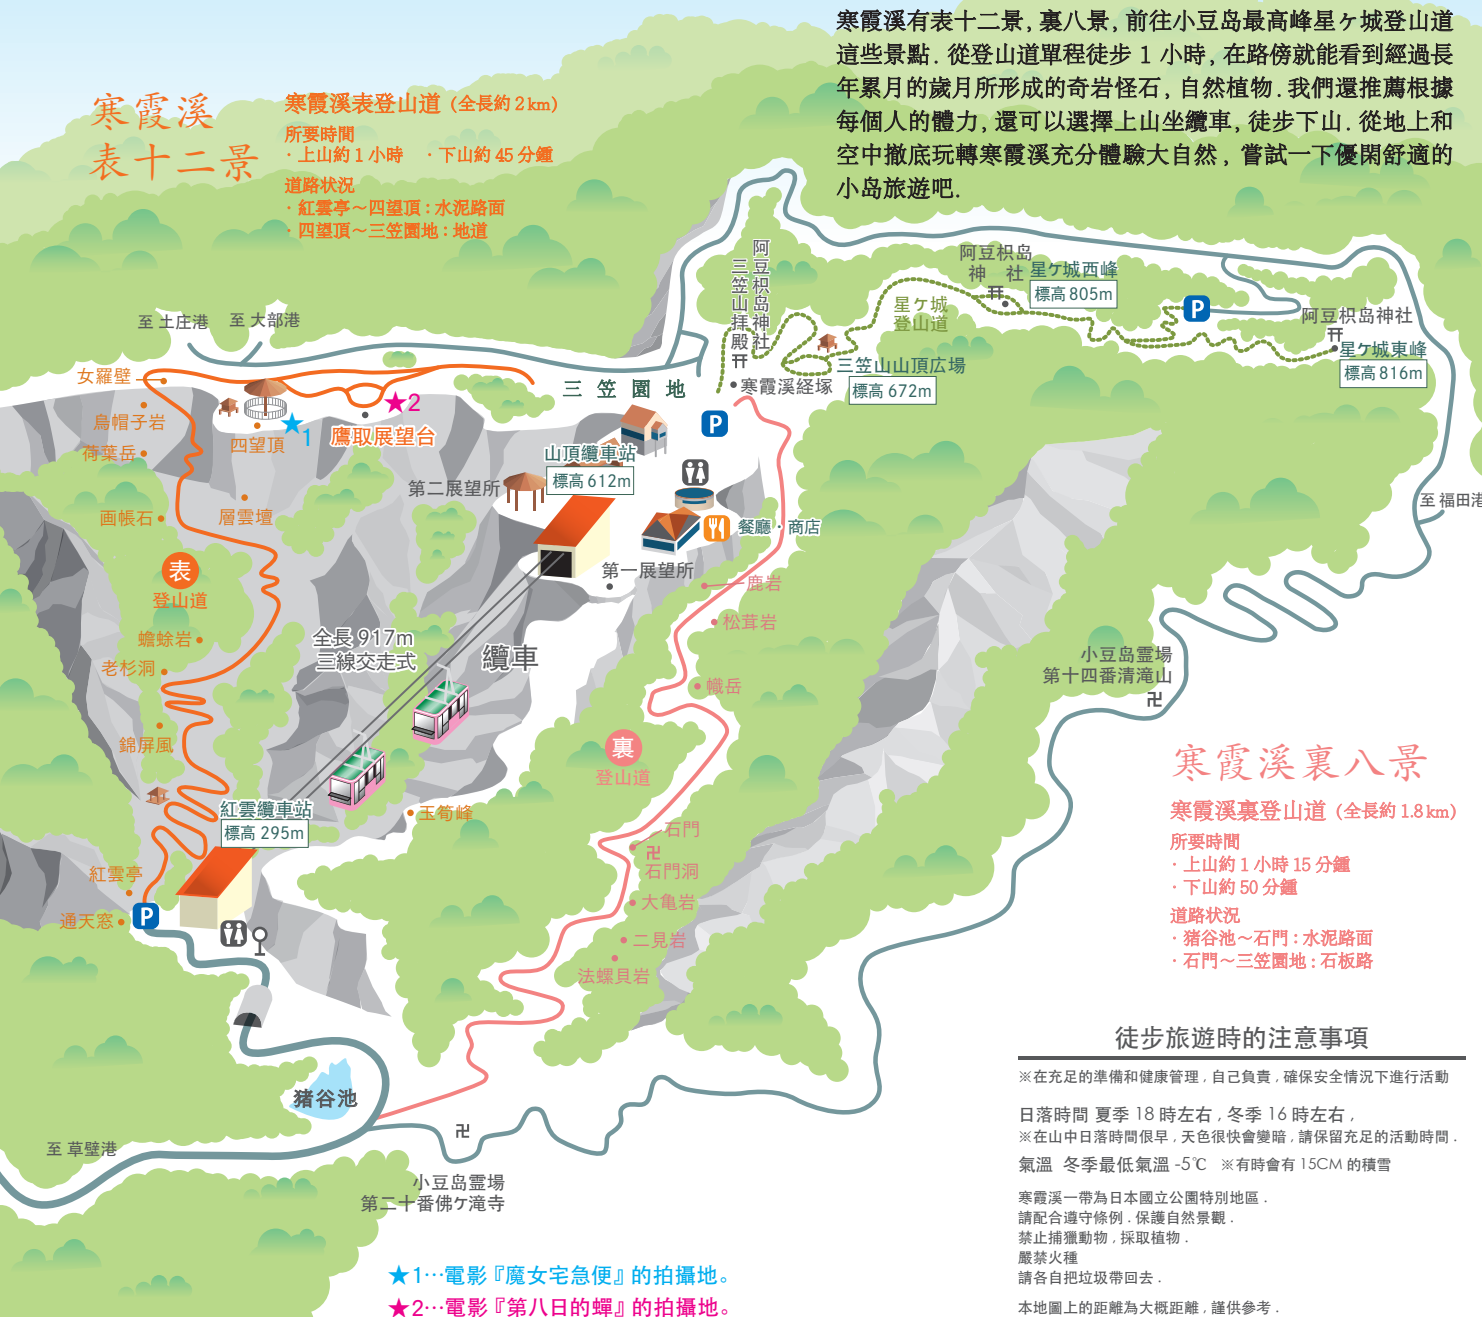 寒霞溪有表十二景, 裏八景, 前往小豆岛最高峰星ヶ城登山道
這些景點. 從登山道單程徒步 1 小時, 在路傍就能看到經過長
年累月的歲月所形成的奇岩怪石, 自然植物. 我們還推薦根據
每個人的體力, 還可以選擇上山坐纜車, 徒步下山. 從地上和
空中撤底玩轉寒霞溪充分體驗大自然, 嘗試一下優閑舒適的
小岛旅遊吧.
寒霞溪
表十二景
寒霞溪表登山道 (全長約 2 km)
所要時間
· 上山約 1 小時 · 下山約 45 分鍾
道路状況
· 紅雲亭～四望頂 : 水泥路面
· 四望頂～三笠園地 : 地道
至 土庄港
至 大部港
女羅壁
烏帽子岩
荷葉岳
画帳石
四望頂
層雲壇
★1
★2
鷹取展望台
表
登山道
蟾蜍岩
老杉洞
錦屏風
紅雲亭
通天窓
P
紅雲纜車站
標高 295m
玉筍峰
全長 917m
三線交走式
纜車
三笠園地
山頂纜車站
標高 612m
第二展望所
第一展望所
餐廳 · 商店
P
阿豆枳岛神社
三笠山拝殿
寒霞溪経塚
三笠山山頂広場
標高 672m
星ヶ城
登山道
阿豆枳岛
神 社
星ケ城西峰
標高 805m
P
阿豆枳岛神社
星ケ城東峰
標高 816m
至 福田港
鹿岩
松茸岩
幟岳
裏
登山道
石門
卍
石門洞
大亀岩
二見岩
法螺貝岩
小豆岛霊場
第十四番清滝山
卍
寒霞溪裏八景
寒霞溪裏登山道 (全長約 1.8 km)
所要時間
· 上山約 1 小時 15 分鍾
· 下山約 50 分鍾
道路状況
· 猪谷池～石門 : 水泥路面
· 石門～三笠園地 : 石板路
猪谷池
至 草壁港
卍
小豆岛霊場
第二十番佛ケ滝寺
徒步旅遊時的注意事項
※在充足的準備和健康管理 , 自己負責 , 確保安全情況下進行活動
日落時間 夏季 18 時左右 , 冬季 16 時左右 ,
※在山中日落時間很早 , 天色很快會變暗 , 請保留充足的活動時間 .
氣溫 冬季最低氣溫 -5℃ ※有時會有 15CM 的積雪
寒霞溪一帶為日本國立公園特別地區 .
請配合遵守條例 . 保護自然景觀 .
禁止捕獵動物 , 採取植物 .
嚴禁火種
請各自把垃圾帶回去 .
本地圖上的距離為大概距離 , 謹供參考 .
★1…電影『魔女宅急便』的拍攝地。
★2…電影『第八日的蟬』的拍攝地。